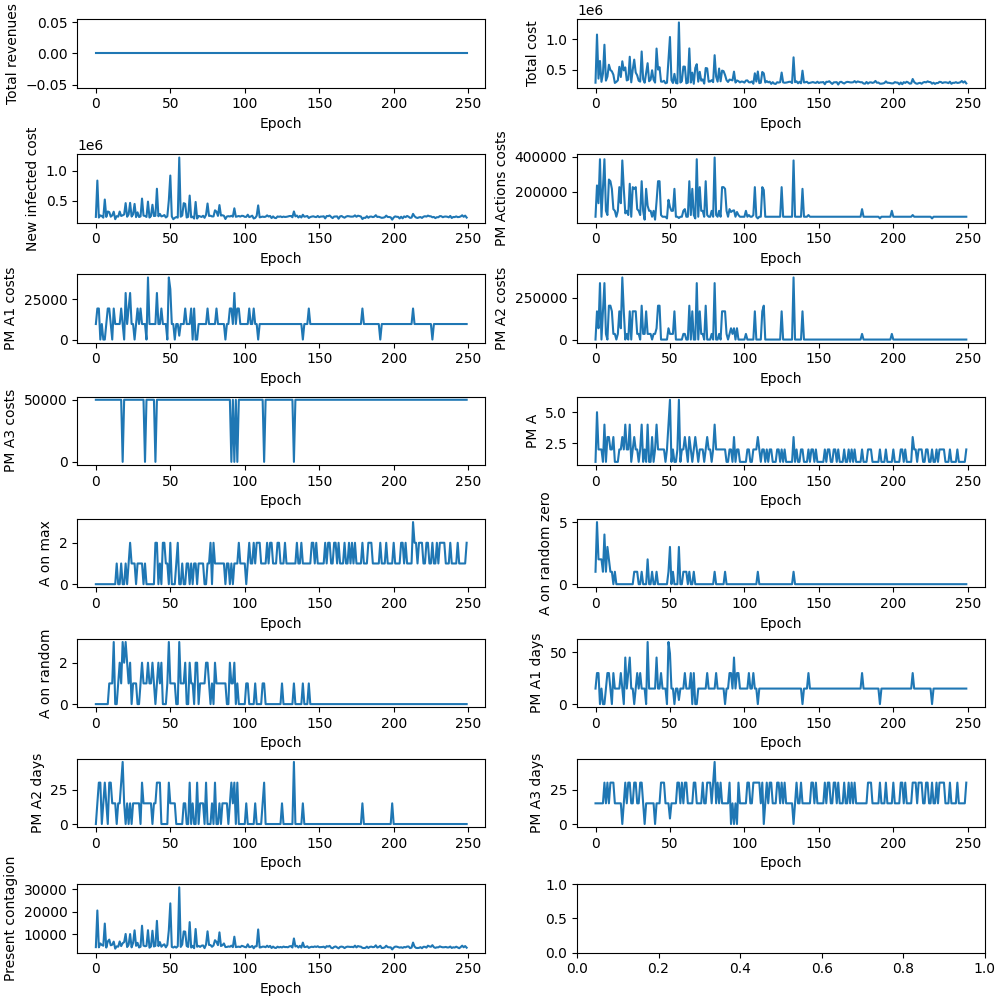 Total revenues
0.05
0.00
−0.05
0 50 100 150 200 250
Epoch
Total cost
1e6
1.0
0.5
0 50 100 150 200 250
Epoch
New infected cost
1e6
1.0
0.5
0 50 100 150 200 250
Epoch
PM Actions costs
400000
200000
0 50 100 150 200 250
Epoch
PM A1 costs
25000
0
0 50 100 150 200 250
Epoch
PM A2 costs
250000
0
0 50 100 150 200 250
Epoch
PM A3 costs
50000
0
0 50 100 150 200 250
Epoch
PM A
5.0
2.5
0 50 100 150 200 250
Epoch
A on max
2
0
0 50 100 150 200 250
Epoch
A on random zero
5
0
0 50 100 150 200 250
Epoch
A on random
2
0
0 50 100 150 200 250
Epoch
PM A1 days
50
0
0 50 100 150 200 250
Epoch
PM A2 days
25
0
0 50 100 150 200 250
Epoch
PM A3 days
25
0
0 50 100 150 200 250
Epoch
Present contagion
30000
20000
10000
0 50 100 150 200 250
Epoch
1.0
0.5
0.0
0.0 0.2 0.4 0.6 0.8 1.0